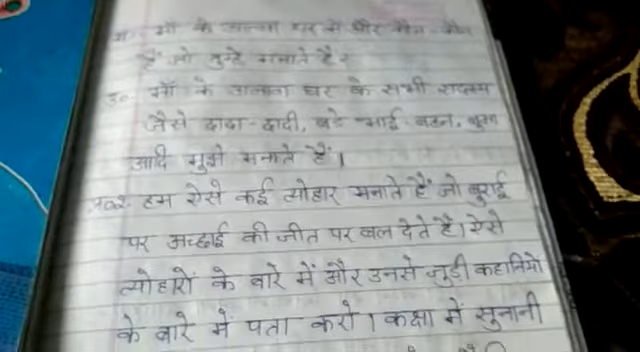 प्र. माँ के अलावा घर में और कौन-कौन
हैं जो तुम्हें मनाते हैं?
उ०. माँ के अलावा घर के सभी सदस्य
जैसे दादा-दादी, बड़े भाई-बहन, बुआ
आदि मुझे मनाते हैं।
प्र०2. हम ऐसे कई त्योहार मनाते हैं जो बुराई
पर अच्छाई की जीत पर बल देते हैं। ऐसे
त्योहारों के बारे में और उनसे जुड़ी कहानियो
के बारे में पता करो। कक्षा में सुनानी